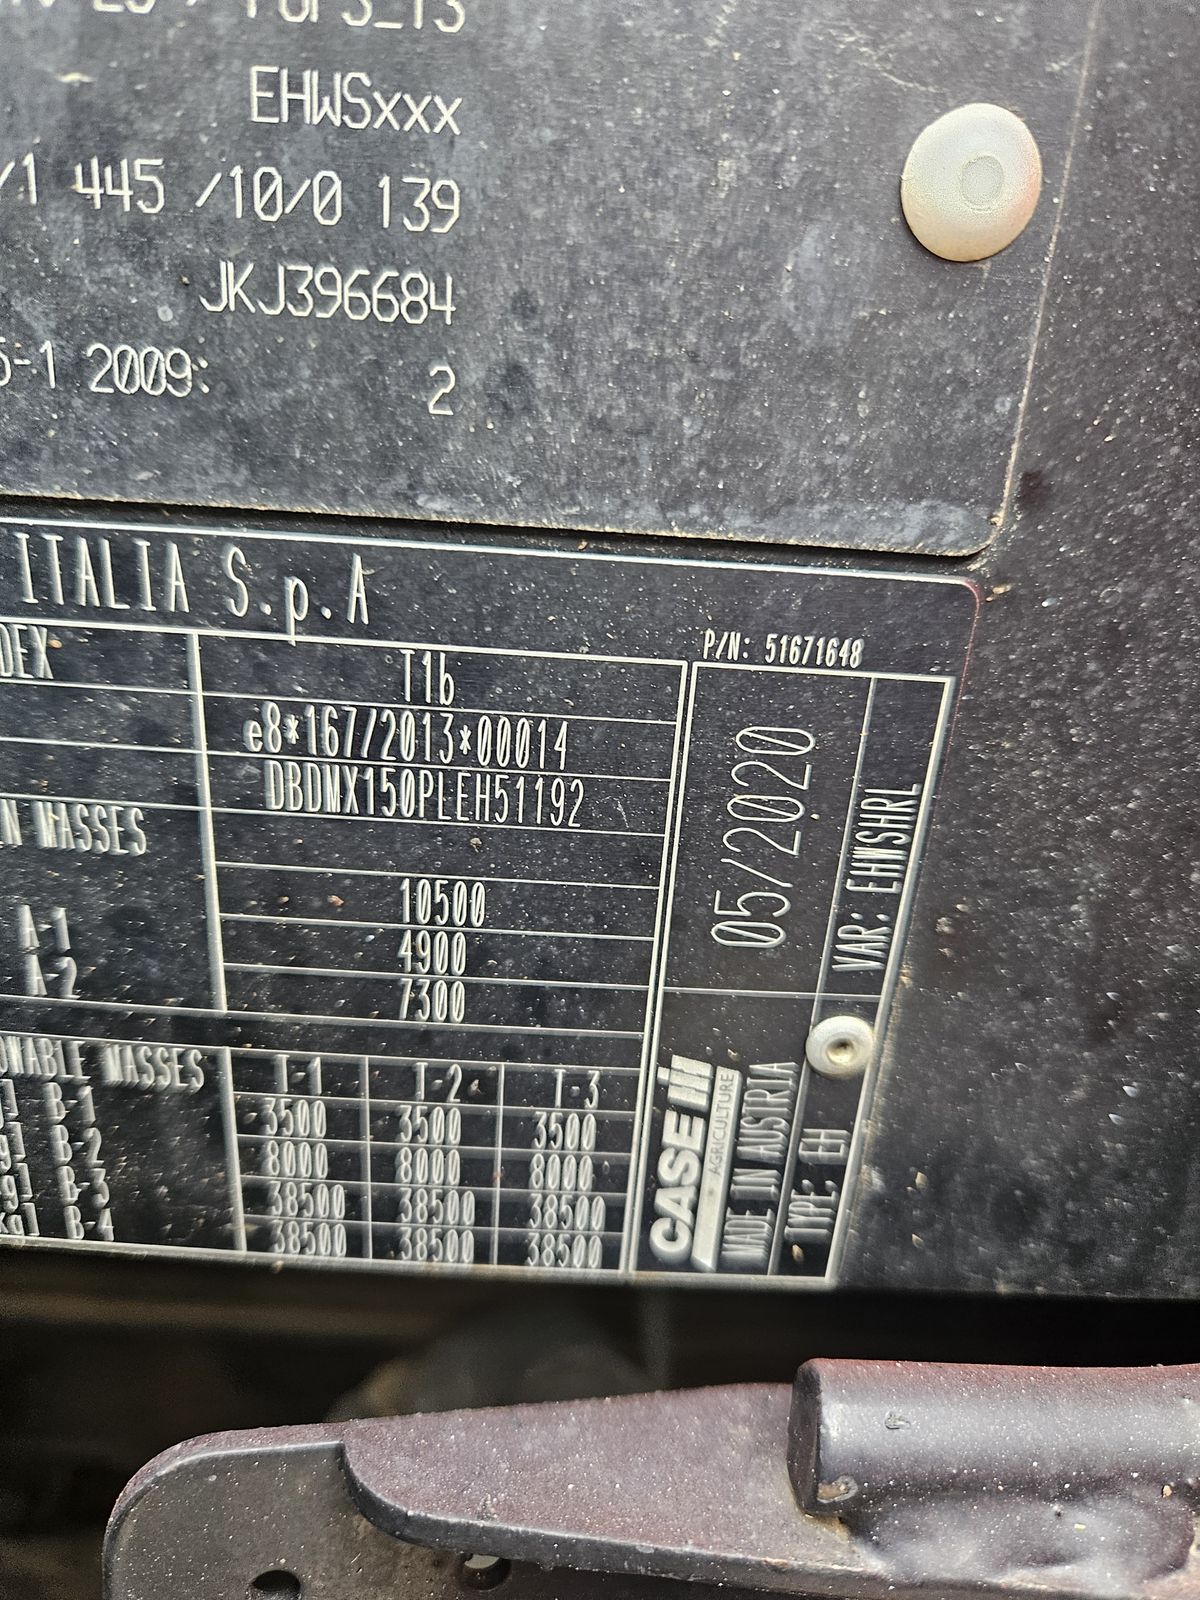 EHWSxxx
/1 445 /10/0 139
JKJ396684
-1 2009: 2
ITALIA S.p.A
P/N: 51671648
DEX T1b
e8*167/2013*00014
DBDMX150PLEH51192
N MASSES
10500
A-1 4900
A-2 7300
ONABLE MASSES T-1 T-2 T-3
B-1 3500 3500 3500
B-2 8000 8000 8000
B-3 38500 38500 38500
B-4 38500 38500 38500
05/2020
VAR: EHWSHRL
CASE IH
AGRICULTURE
MADE IN AUSTRIA
TYPE: EH